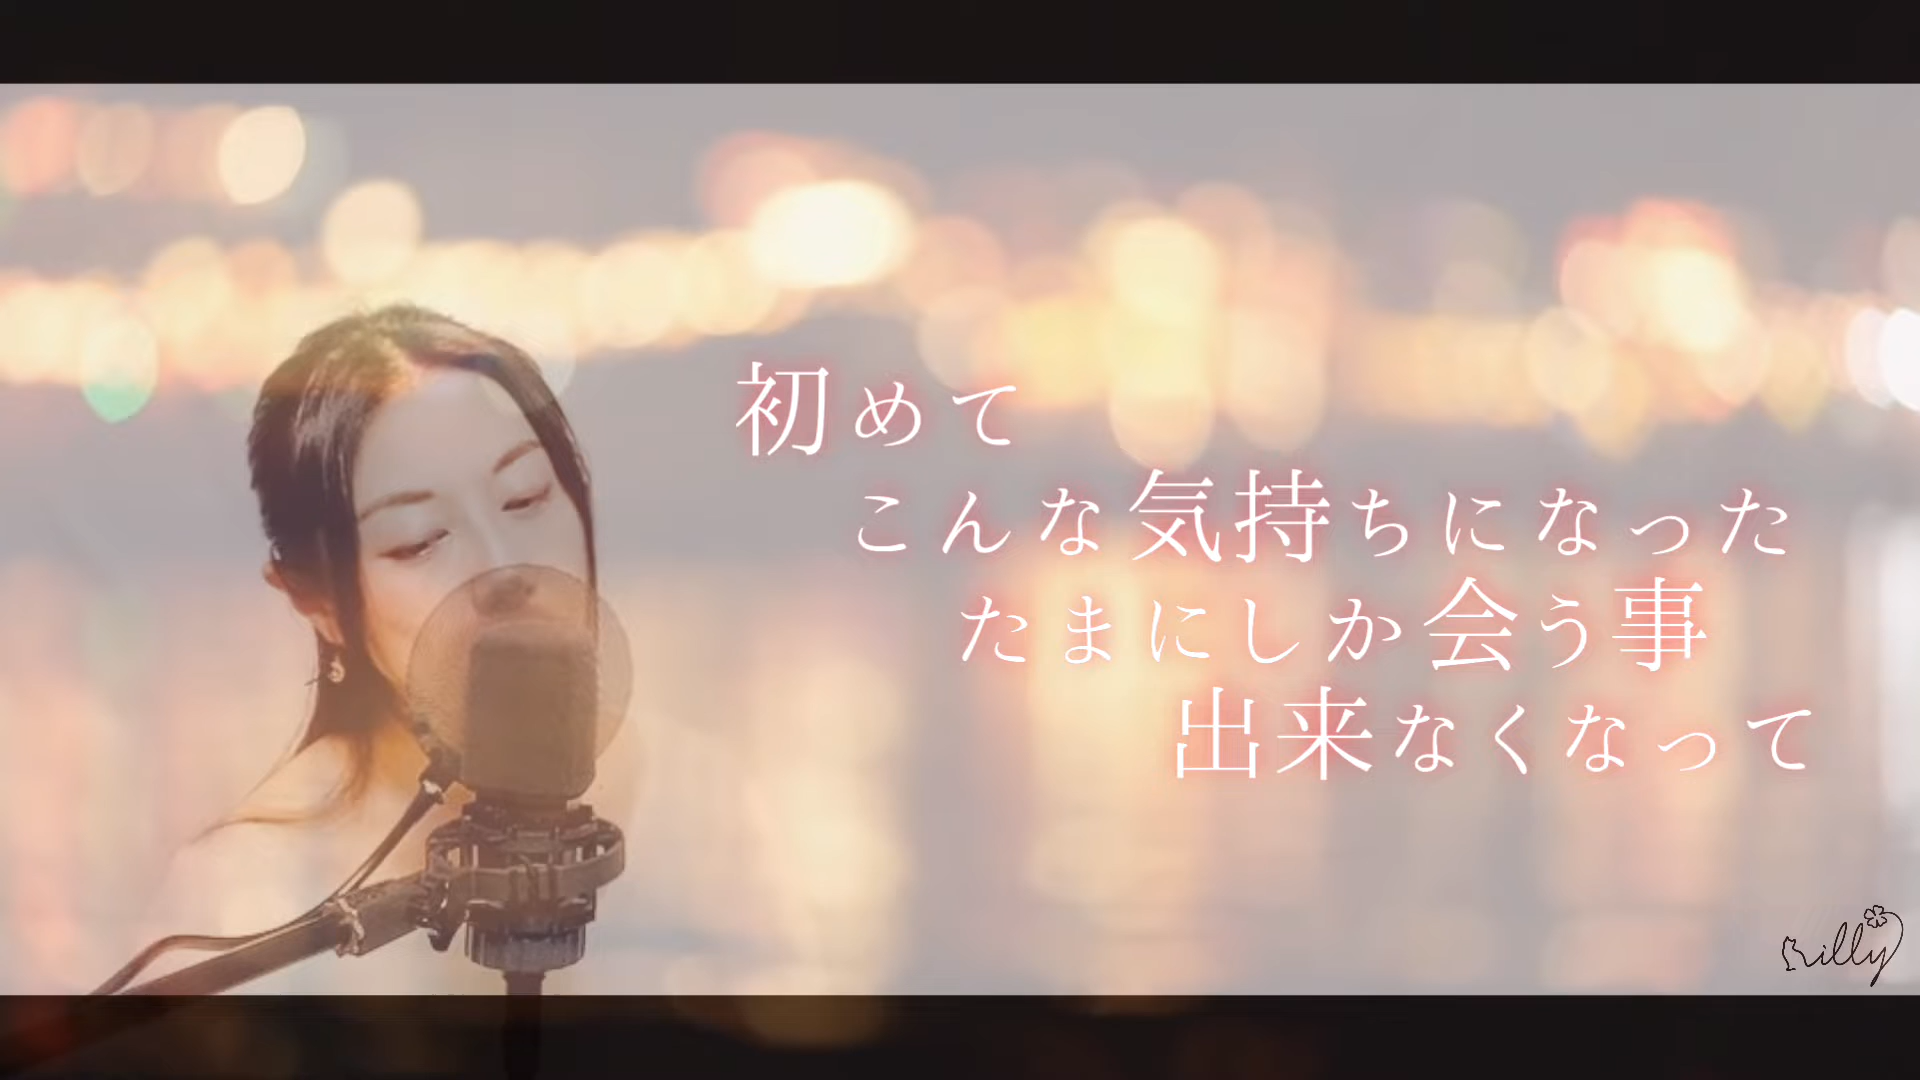 初めて
こんな気持ちになった
たまにしか会う事
出来なくなって
Rilly